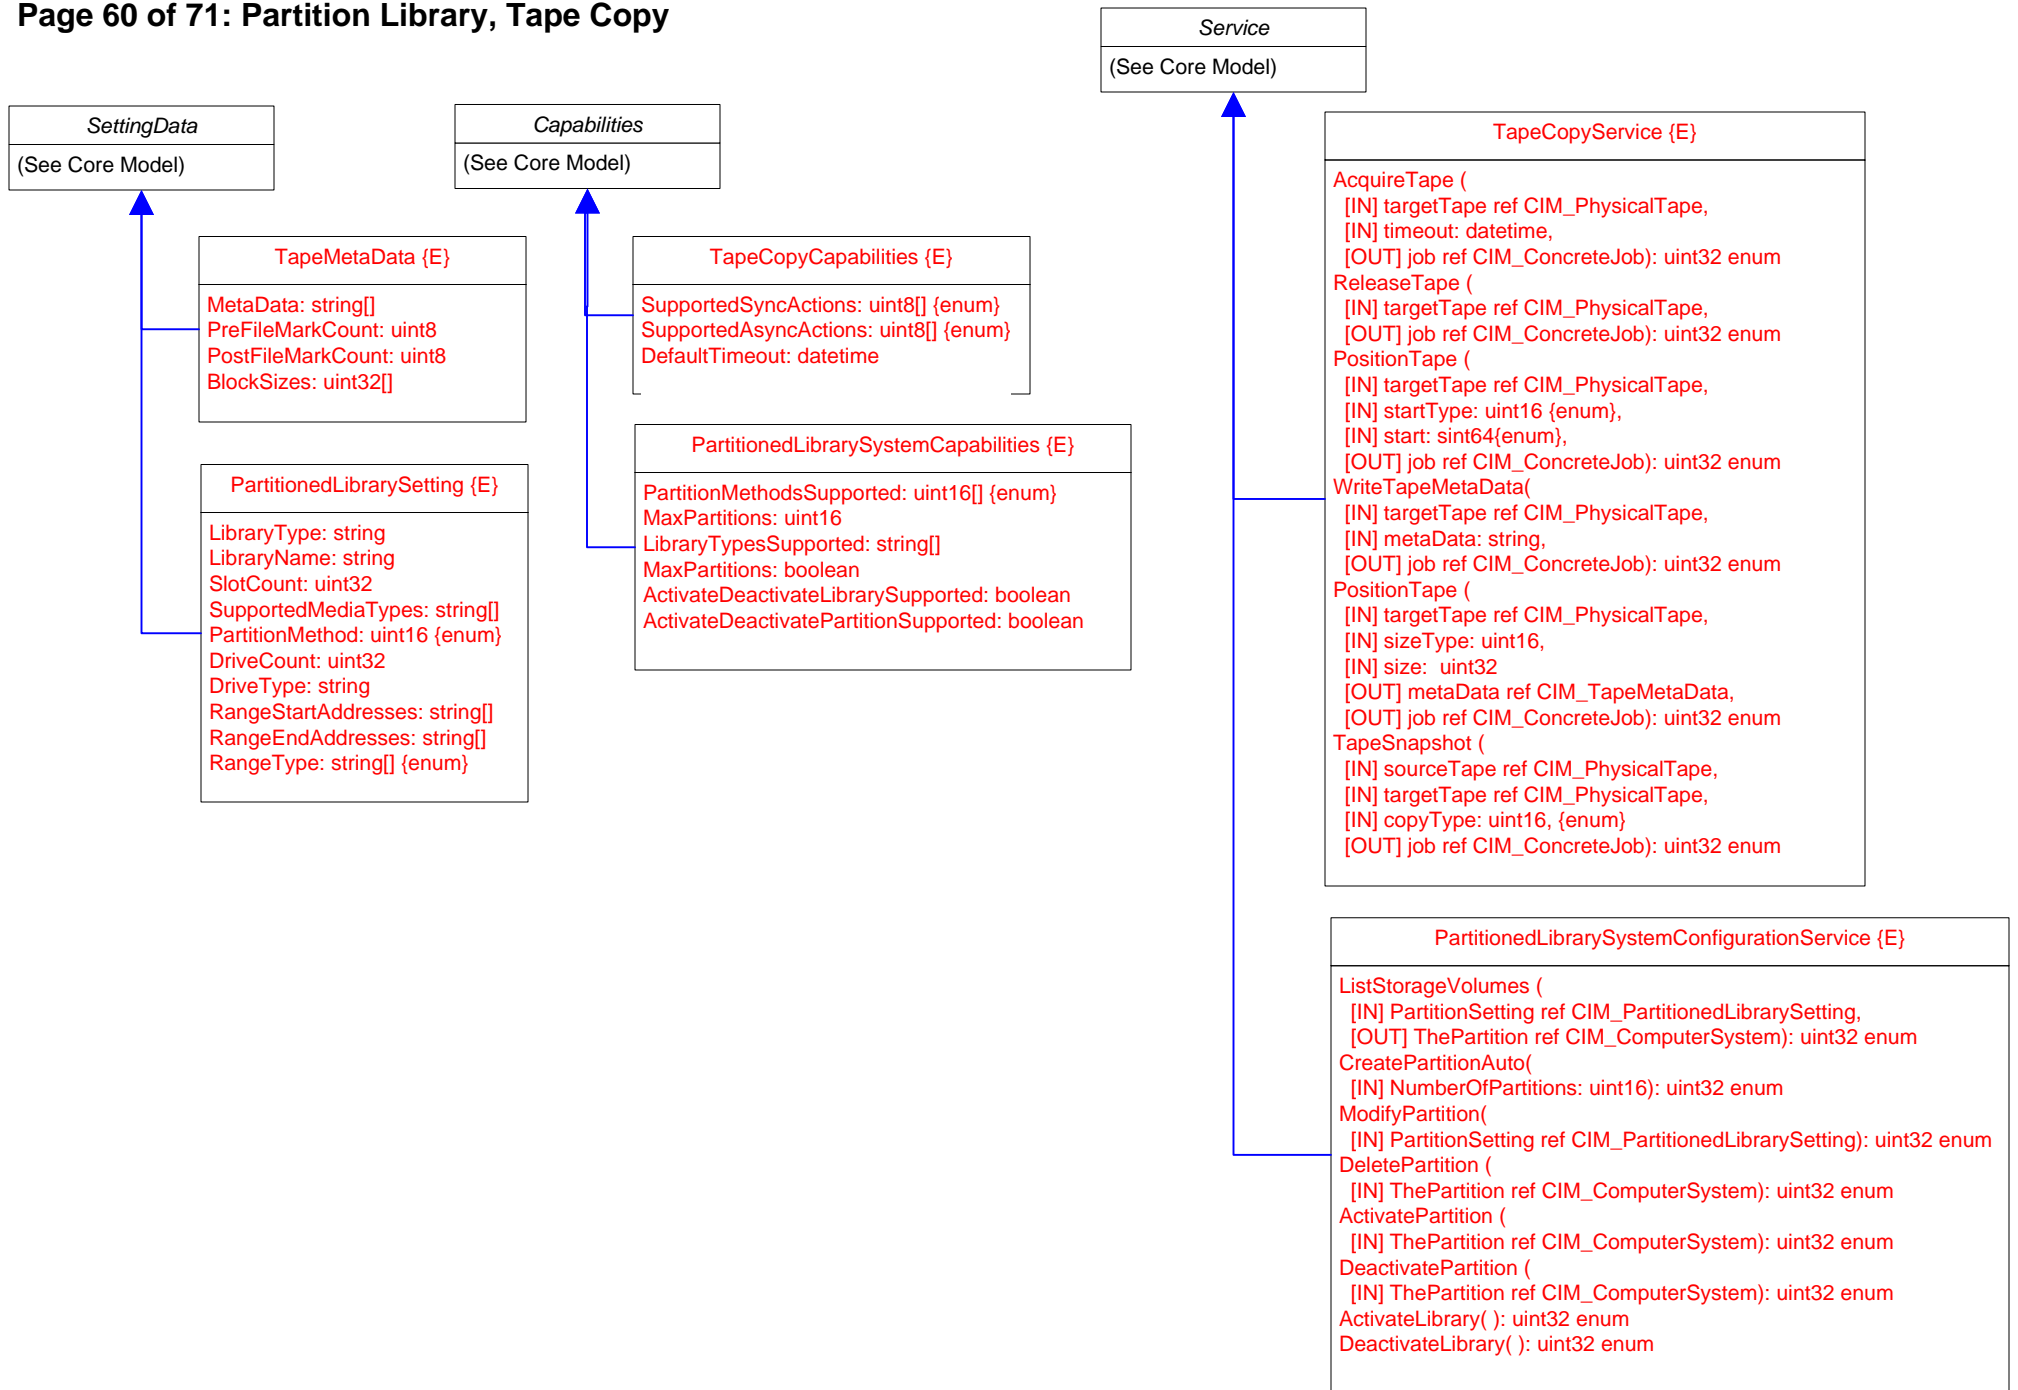 Page 60 of 71: Partition Library, Tape Copy
Service
(See Core Model)
SettingData
(See Core Model)
Capabilities
(See Core Model)
TapeMetaData {E}
MetaData: string[]
PreFileMarkCount: uint8
PostFileMarkCount: uint8
BlockSizes: uint32[]
PartitionedLibrarySetting {E}
LibraryType: string
LibraryName: string
SlotCount: uint32
SupportedMediaTypes: string[]
PartitionMethod: uint16 {enum}
DriveCount: uint32
DriveType: string
RangeStartAddresses: string[]
RangeEndAddresses: string[]
RangeType: string[] {enum}
TapeCopyCapabilities {E}
SupportedSyncActions: uint8[] {enum}
SupportedAsyncActions: uint8[] {enum}
DefaultTimeout: datetime
PartitionedLibrarySystemCapabilities {E}
PartitionMethodsSupported: uint16[] {enum}
MaxPartitions: uint16
LibraryTypesSupported: string[]
MaxPartitions: boolean
ActivateDeactivateLibrarySupported: boolean
ActivateDeactivatePartitionSupported: boolean
TapeCopyService {E}
AcquireTape (
[IN] targetTape ref CIM_PhysicalTape,
[IN] timeout: datetime,
[OUT] job ref CIM_ConcreteJob): uint32 enum
ReleaseTape (
[IN] targetTape ref CIM_PhysicalTape,
[OUT] job ref CIM_ConcreteJob): uint32 enum
PositionTape (
[IN] targetTape ref CIM_PhysicalTape,
[IN] startType: uint16 {enum},
[IN] start: sint64{enum},
[OUT] job ref CIM_ConcreteJob): uint32 enum
WriteTapeMetaData(
[IN] targetTape ref CIM_PhysicalTape,
[IN] metaData: string,
[OUT] job ref CIM_ConcreteJob): uint32 enum
PositionTape (
[IN] targetTape ref CIM_PhysicalTape,
[IN] sizeType: uint16,
[IN] size: uint32
[OUT] metaData ref CIM_TapeMetaData,
[OUT] job ref CIM_ConcreteJob): uint32 enum
TapeSnapshot (
[IN] sourceTape ref CIM_PhysicalTape,
[IN] targetTape ref CIM_PhysicalTape,
[IN] copyType: uint16, {enum}
[OUT] job ref CIM_ConcreteJob): uint32 enum
PartitionedLibrarySystemConfigurationService {E}
ListStorageVolumes (
[IN] PartitionSetting ref CIM_PartitionedLibrarySetting,
[OUT] ThePartition ref CIM_ComputerSystem): uint32 enum
CreatePartitionAuto(
[IN] NumberOfPartitions: uint16): uint32 enum
ModifyPartition(
[IN] PartitionSetting ref CIM_PartitionedLibrarySetting): uint32 enum
DeletePartition (
[IN] ThePartition ref CIM_ComputerSystem): uint32 enum
ActivatePartition (
[IN] ThePartition ref CIM_ComputerSystem): uint32 enum
DeactivatePartition (
[IN] ThePartition ref CIM_ComputerSystem): uint32 enum
ActivateLibrary( ): uint32 enum
DeactivateLibrary( ): uint32 enum